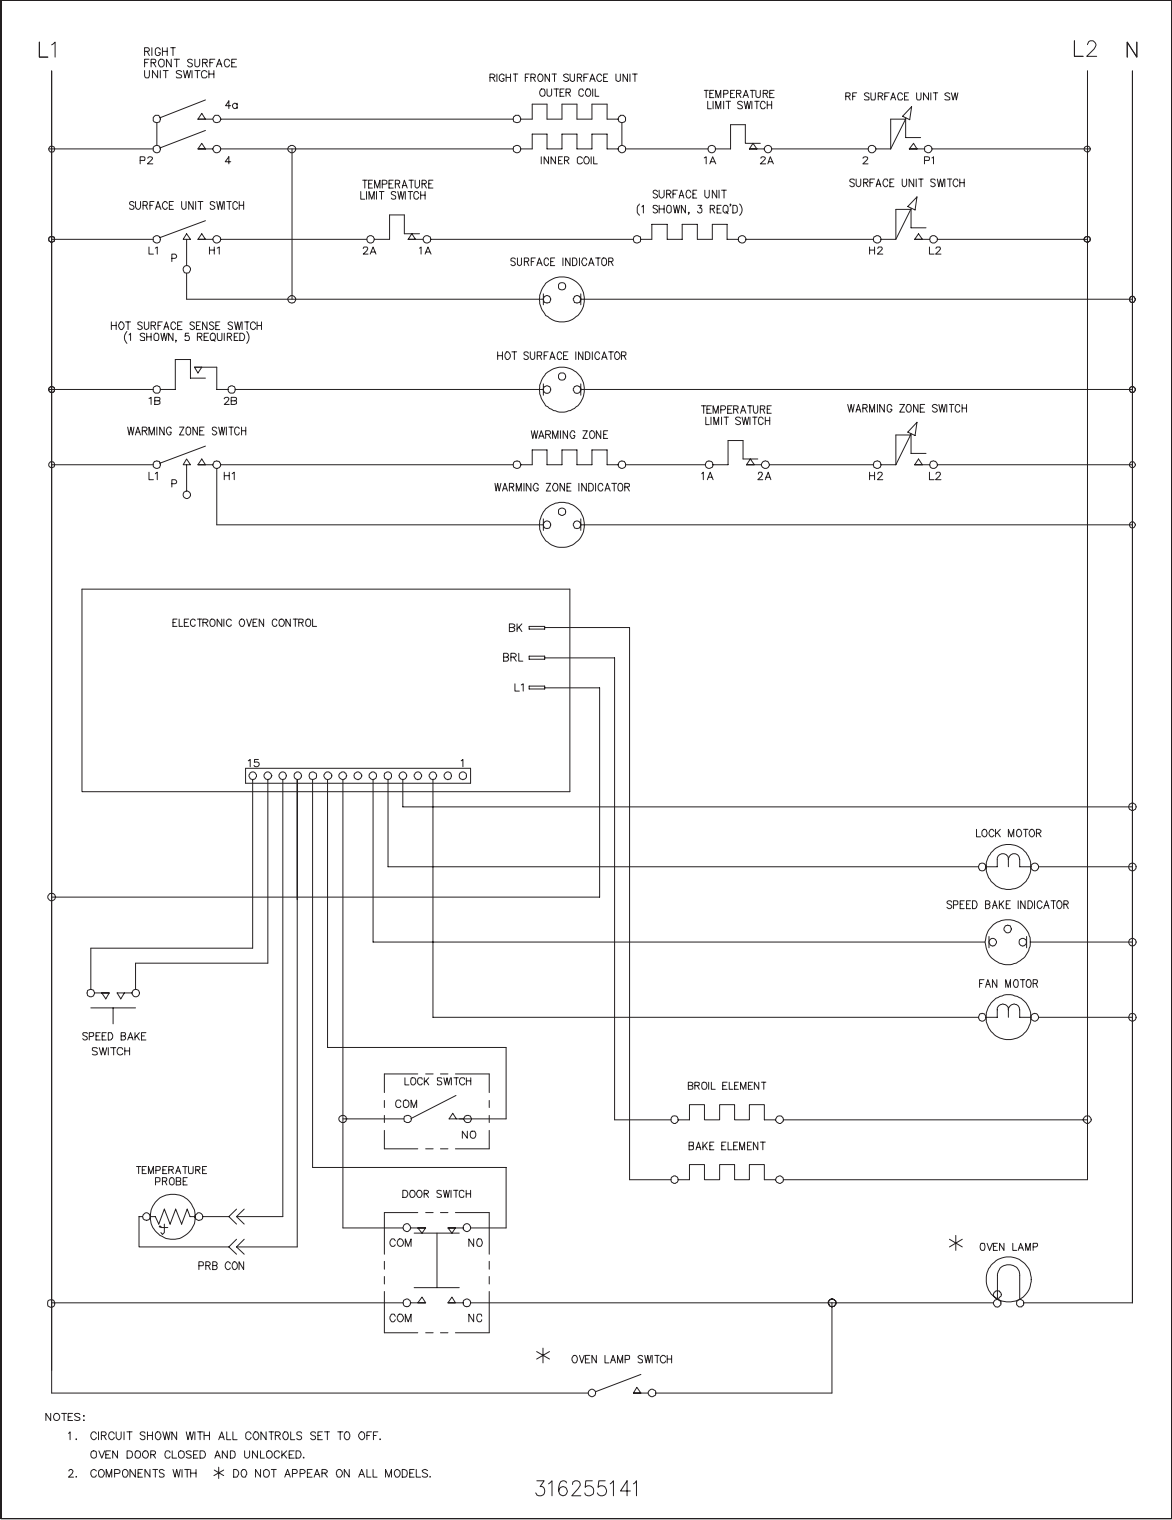 L1
L2 N
RIGHT
FRONT SURFACE
UNIT SWITCH
4a
P2
4
RIGHT FRONT SURFACE UNIT
OUTER COIL
INNER COIL
TEMPERATURE
LIMIT SWITCH
1A
2A
RF SURFACE UNIT SW
2
P1
SURFACE UNIT SWITCH
L1
P
H1
TEMPERATURE
LIMIT SWITCH
2A
1A
SURFACE UNIT
(1 SHOWN, 3 REQ'D)
SURFACE UNIT SWITCH
H2
L2
SURFACE INDICATOR
HOT SURFACE SENSE SWITCH
(1 SHOWN, 5 REQUIRED)
1B
2B
HOT SURFACE INDICATOR
WARMING ZONE SWITCH
L1
P
H1
WARMING ZONE
TEMPERATURE
LIMIT SWITCH
1A
2A
WARMING ZONE SWITCH
H2
L2
WARMING ZONE INDICATOR
ELECTRONIC OVEN CONTROL
BK
BRL
L1
15
1
LOCK MOTOR
SPEED BAKE INDICATOR
FAN MOTOR
SPEED BAKE
SWITCH
LOCK SWITCH
COM
NO
BROIL ELEMENT
BAKE ELEMENT
TEMPERATURE
PROBE
PRB CON
DOOR SWITCH
COM
NO
COM
NC
* OVEN LAMP
* OVEN LAMP SWITCH
NOTES:
1. CIRCUIT SHOWN WITH ALL CONTROLS SET TO OFF.
OVEN DOOR CLOSED AND UNLOCKED.
2. COMPONENTS WITH * DO NOT APPEAR ON ALL MODELS.
316255141